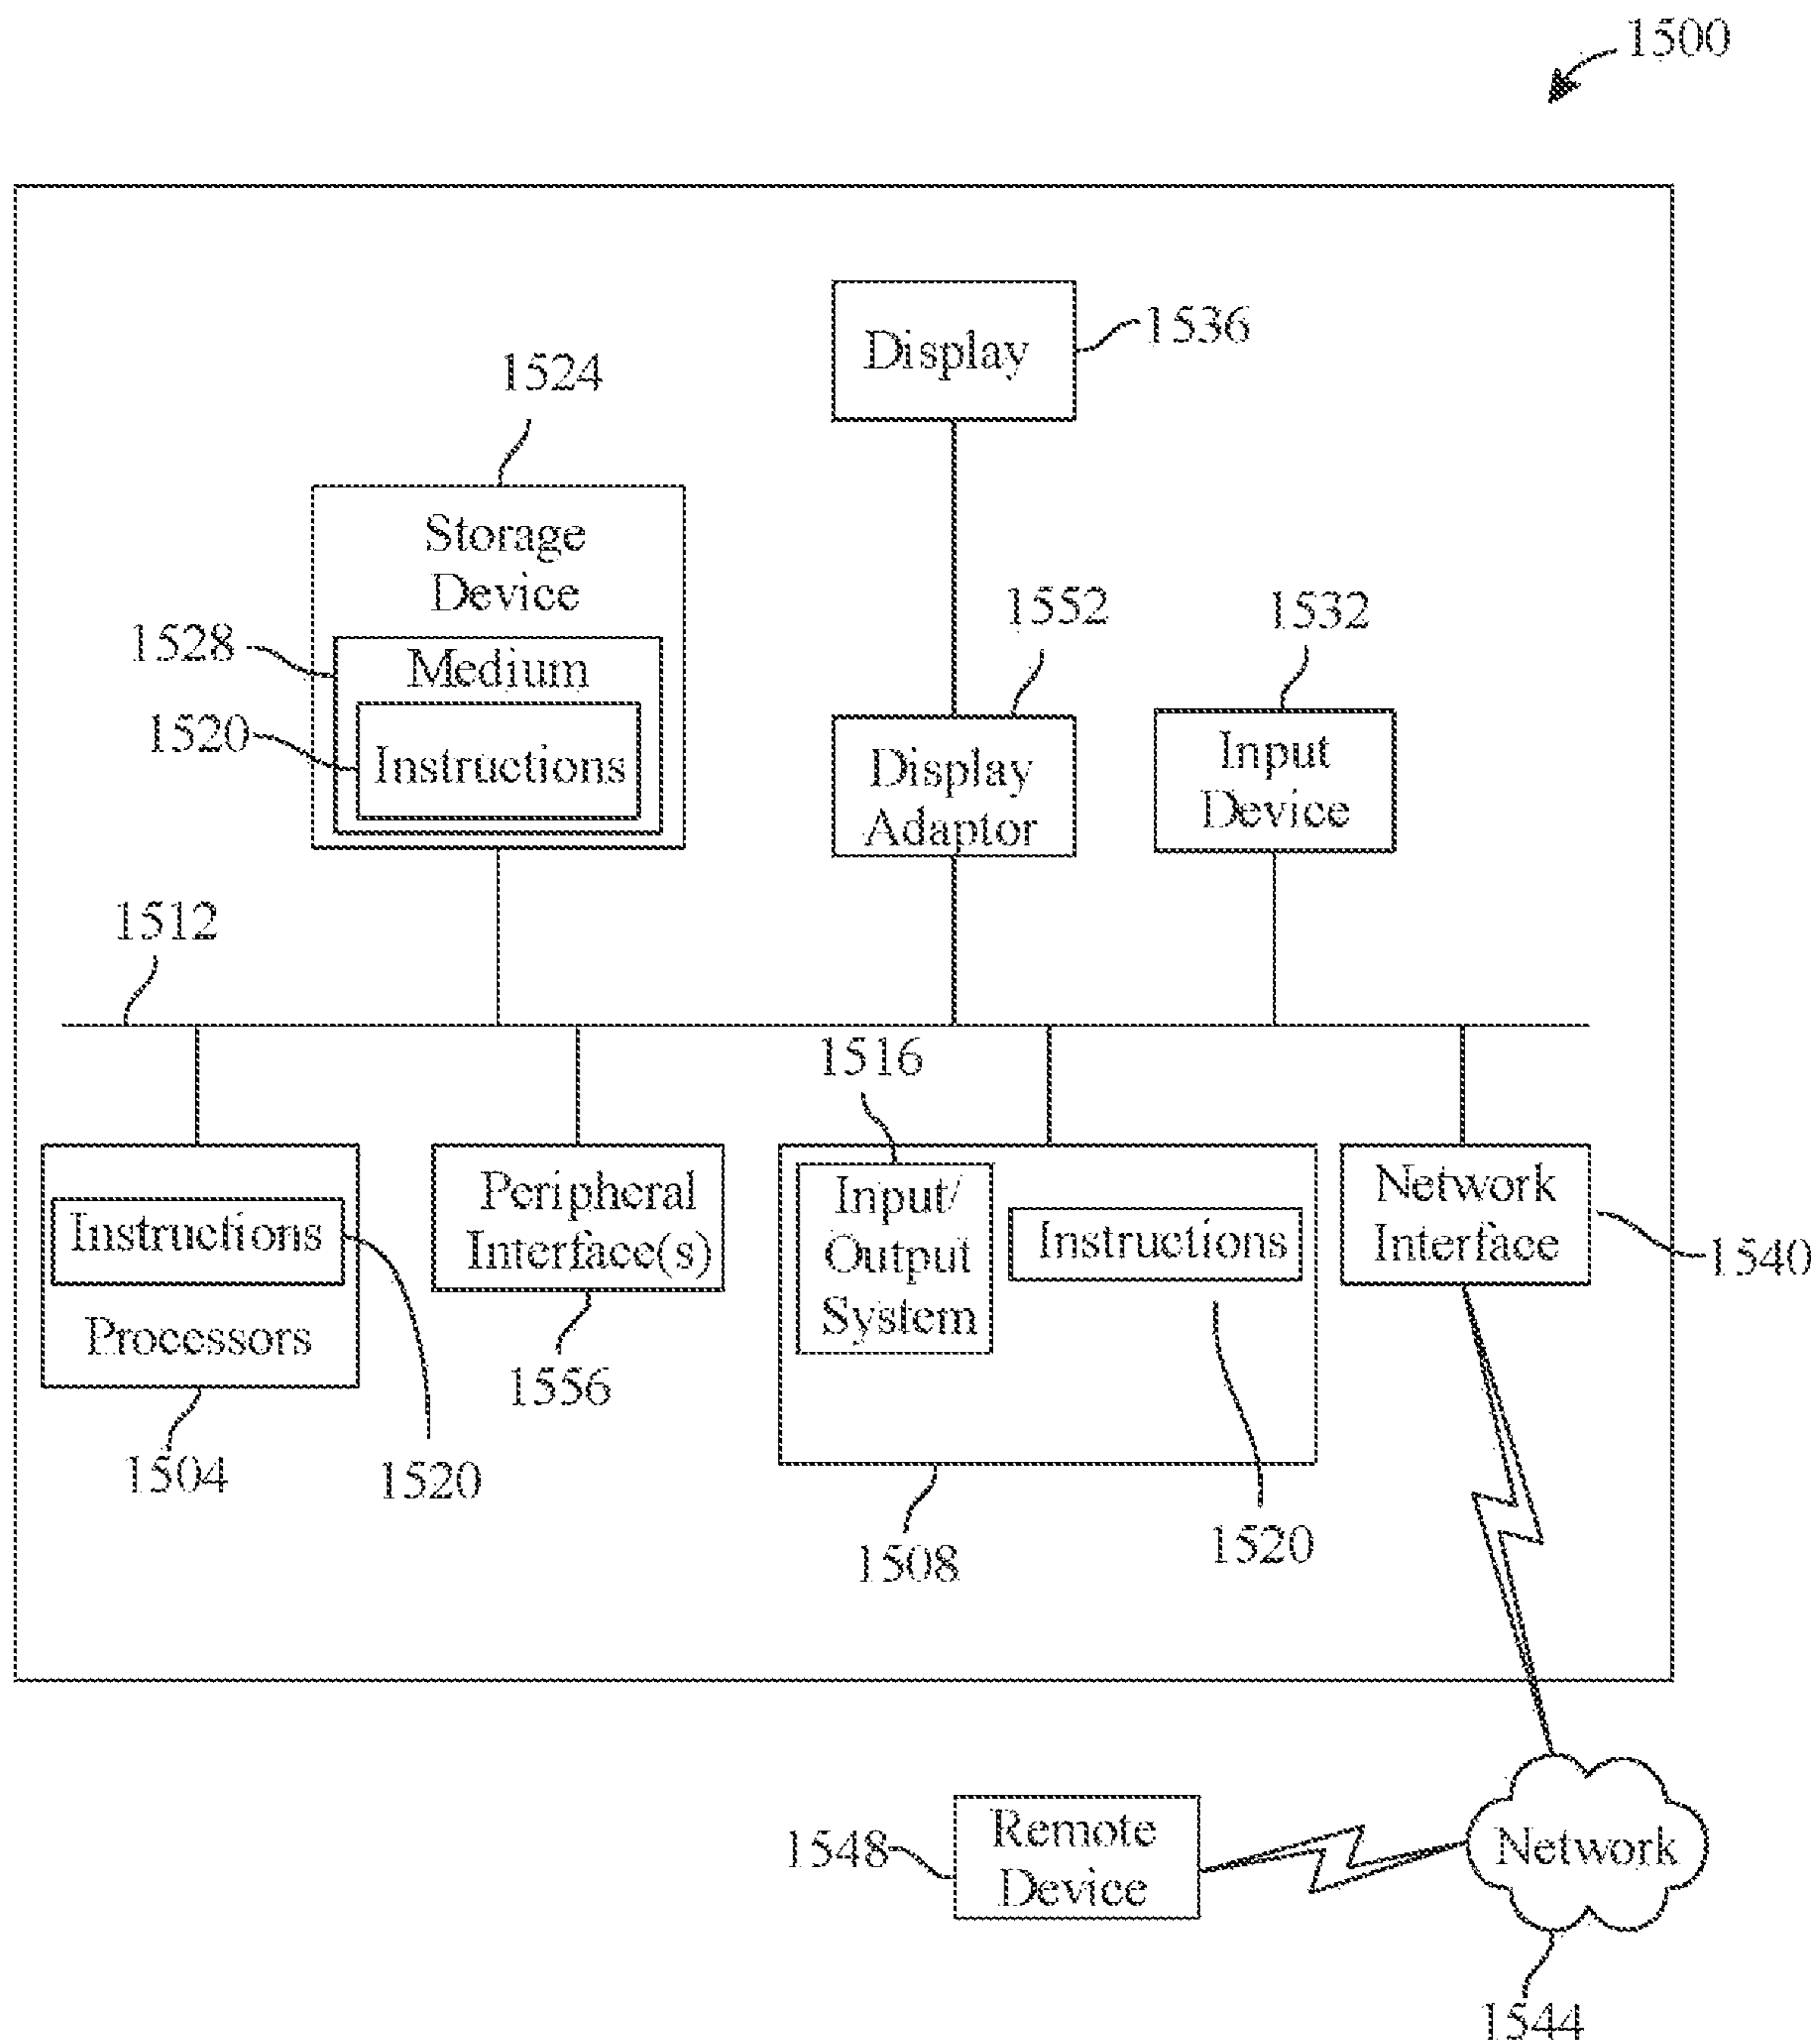 1500
Display
1536
1524
Storage
Device
1528
Medium
1520
Instructions
1552
Display
Adaptor
1532
Input
Device
1512
1516
Instructions
Processors
1504
1520
Peripheral
Interface(s)
1556
Input/
Output
System
Instructions
1508
1520
Network
Interface
1540
1548
Remote
Device
Network
1544